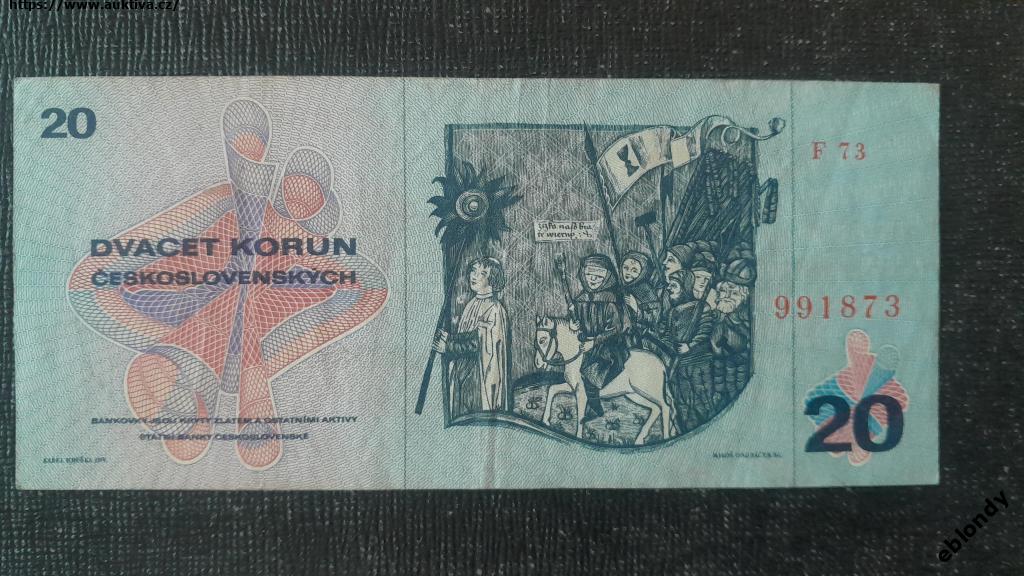 https://www.auktiva.cz/
20
F 73
DVACET KORUN
ČESKOSLOVENSKÝCH
991873
BANKOVKY JSOU KRYTY ZLATEM A OSTATNÍMI AKTIVY
STÁTNÍ BANKY ČESKOSLOVENSKÉ
20
eblondy